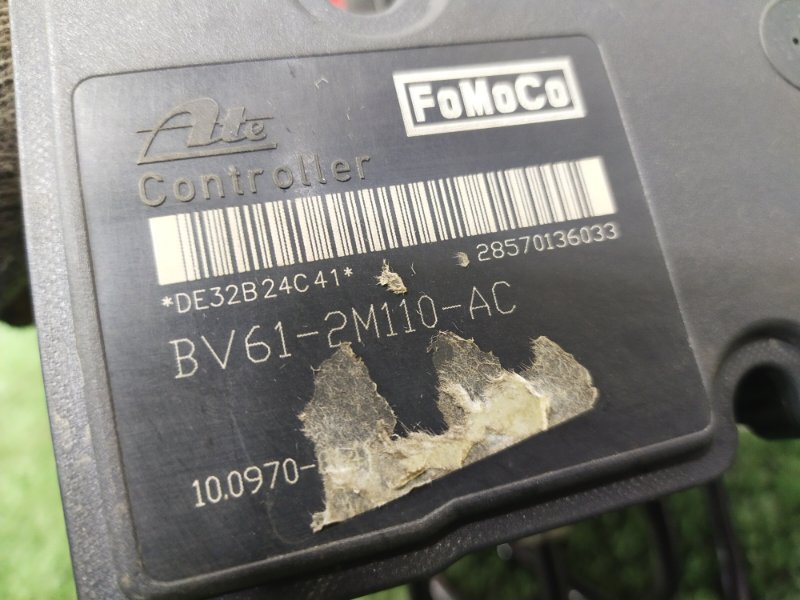 Ate
FoMoCo
Controller
*DE32B24C41* 28570136033
BV61-2M110-AC
10.0970-